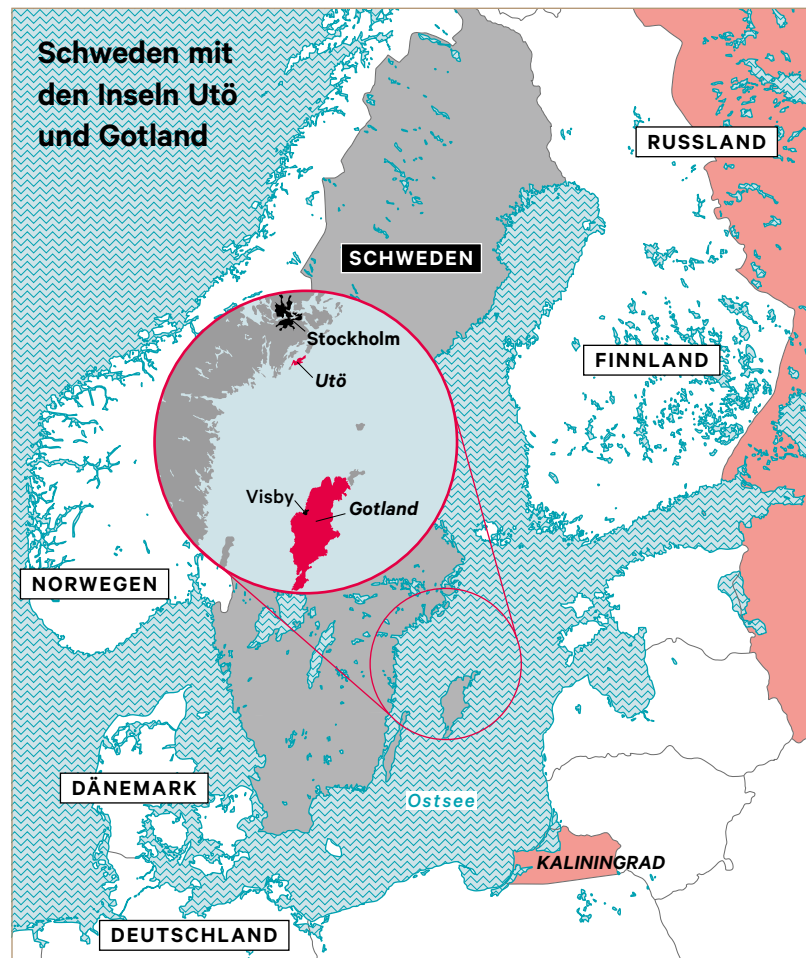 Schweden mit
den Inseln Utö
und Gotland
RUSSLAND
SCHWEDEN
Stockholm
FINNLAND
Utö
Visby
Gotland
NORWEGEN
DÄNEMARK
Ostsee
KALININGRAD
DEUTSCHLAND